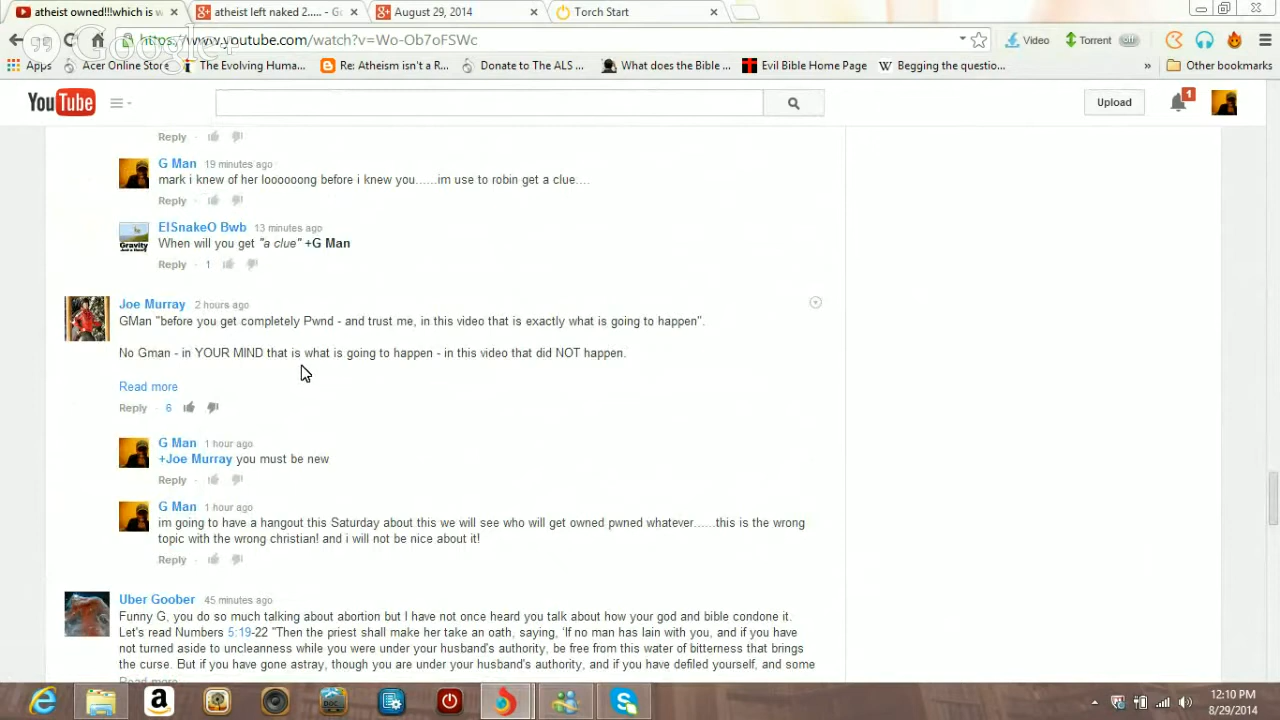 atheist owned!!!which is w
atheist left naked 2..... - Go
August 29, 2014
Torch Start
Google+
https://www.youtube.com/watch?v=Wo-Ob7oFSWc
Video
Torrent
off
Apps
Acer Online Store
The Evolving Huma...
Re: Atheism isn't a R...
Donate to The ALS ...
What does the Bible ...
Evil Bible Home Page
Begging the questio...
»
Other bookmarks
YouTube
Upload
1
Reply
G Man 19 minutes ago
mark i knew of her loooooong before i knew you......im use to robin get a clue....
Reply
ElSnakeO Bwb 13 minutes ago
Gravity
When will you get "a clue" +G Man
Reply · 1
Joe Murray 2 hours ago
GMan "before you get completely Pwnd - and trust me, in this video that is exactly what is going to happen".
No Gman - in YOUR MIND that is what is going to happen - in this video that did NOT happen.
Read more
Reply · 6
G Man 1 hour ago
+Joe Murray you must be new
Reply
G Man 1 hour ago
im going to have a hangout this Saturday about this we will see who will get owned pwned whatever......this is the wrong
topic with the wrong christian! and i will not be nice about it!
Reply
Uber Goober 45 minutes ago
Funny G, you do so much talking about abortion but I have not once heard you talk about how your god and bible condone it.
Let's read Numbers 5:19-22 "Then the priest shall make her take an oath, saying, 'If no man has lain with you, and if you have
not turned aside to uncleanness while you were under your husband's authority, be free from this water of bitterness that brings
the curse. But if you have gone astray, though you are under your husband's authority, and if you have defiled yourself, and some
Read more
DOC
12:10 PM
8/29/2014